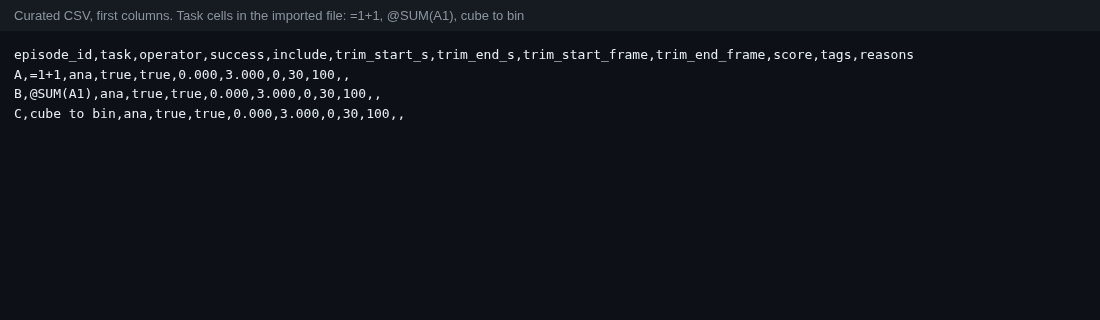 Curated CSV, first columns. Task cells in the imported file: =1+1, @SUM(A1), cube to bin
episode_id,task,operator,success,include,trim_start_s,trim_end_s,trim_start_frame,trim_end_frame,score,tags,reasons
A,=1+1,ana,true,true,0.000,3.000,0,30,100,,
B,@SUM(A1),ana,true,true,0.000,3.000,0,30,100,,
C,cube to bin,ana,true,true,0.000,3.000,0,30,100,,